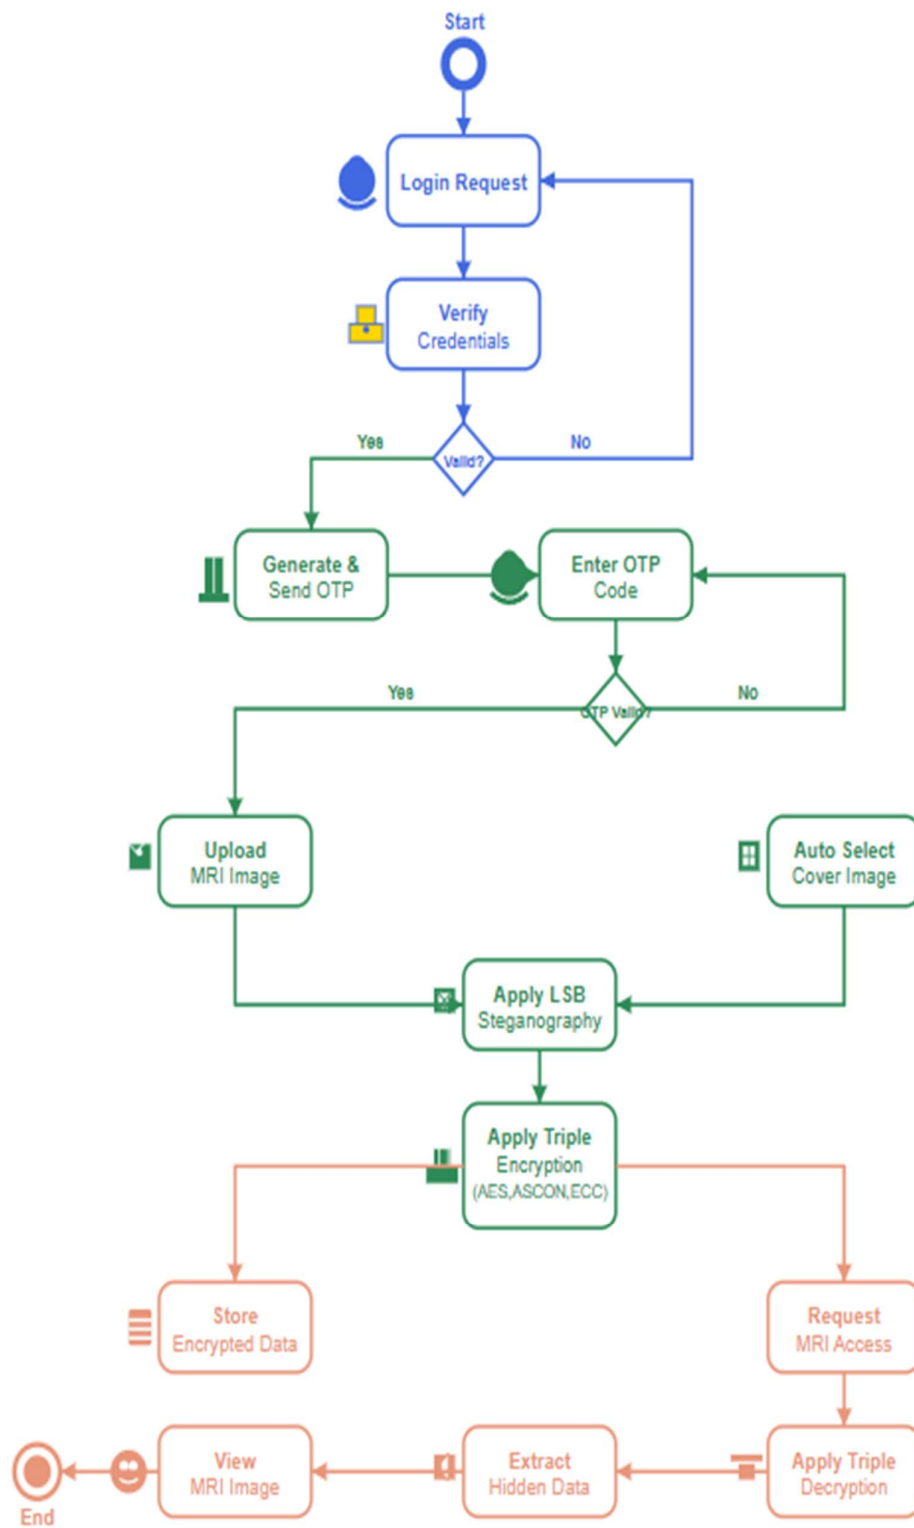 Start
Login Request
Verify
Credentials
Valid?
Yes
No
Generate &
Send OTP
Enter OTP
Code
OTP Valid?
Yes
No
Upload
MRI Image
Auto Select
Cover Image
Apply LSB
Steganography
Apply Triple
Encryption
(AES,ASCON,ECC)
Store
Encrypted Data
Request
MRI Access
View
MRI Image
Extract
Hidden Data
Apply Triple
Decryption
End